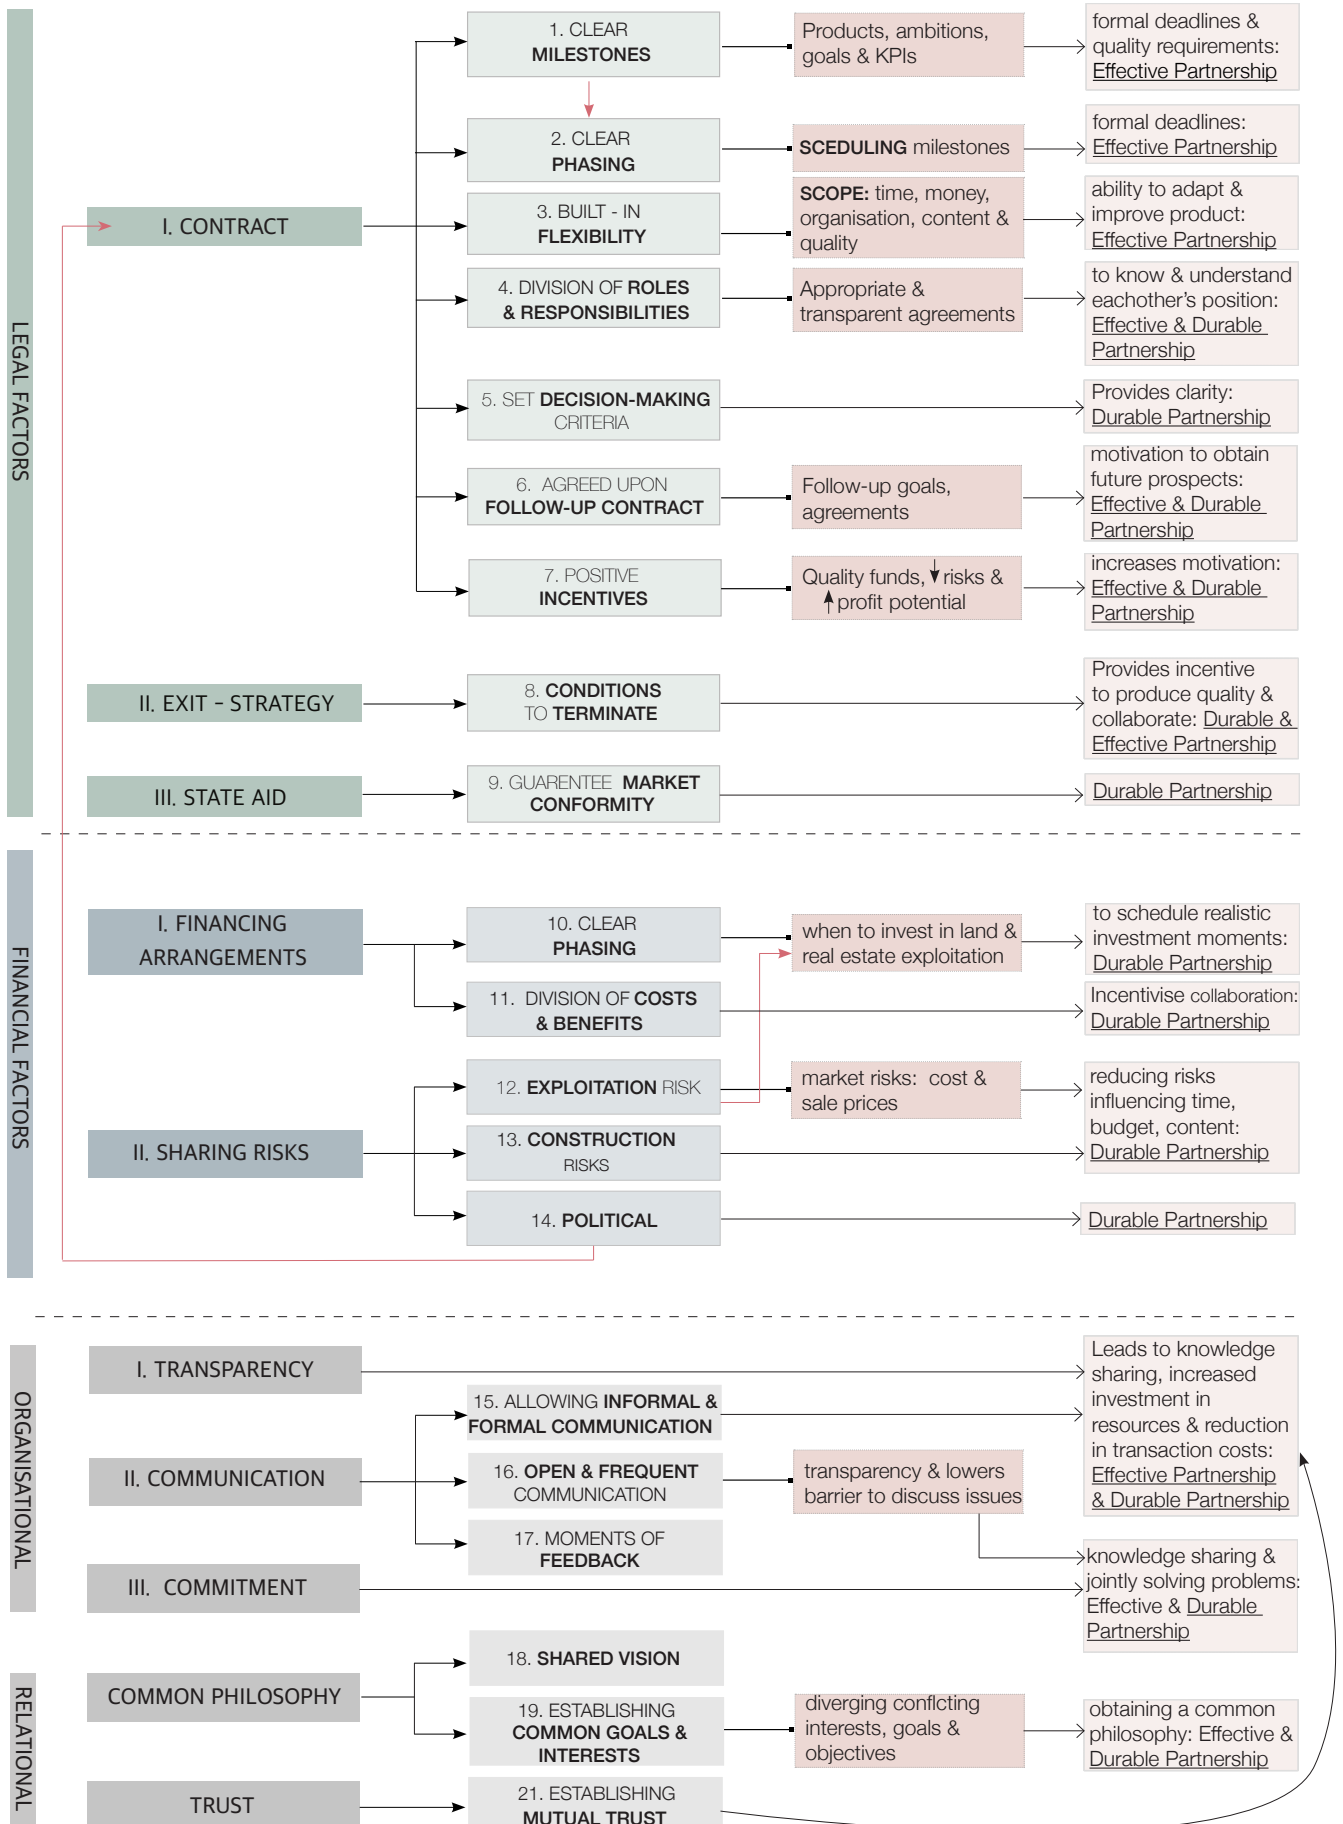 LEGAL FACTORS
I. CONTRACT
1. CLEAR
MILESTONES
Products, ambitions,
goals & KPIs
formal deadlines &
quality requirements:
Effective Partnership
2. CLEAR
PHASING
SCEDULING milestones
formal deadlines:
Effective Partnership
3. BUILT - IN
FLEXIBILITY
SCOPE: time, money,
organisation, content &
quality
ability to adapt &
improve product:
Effective Partnership
4. DIVISION OF ROLES
& RESPONSIBILITIES
Appropriate &
transparent agreements
to know & understand
eachother's position:
Effective & Durable
Partnership
5. SET DECISION-MAKING
CRITERIA
Provides clarity:
Durable Partnership
6. AGREED UPON
FOLLOW-UP CONTRACT
Follow-up goals,
agreements
motivation to obtain
future prospects:
Effective & Durable
Partnership
7. POSITIVE
INCENTIVES
Quality funds, risks &
profit potential
increases motivation:
Effective & Durable
Partnership
II. EXIT - STRATEGY
8. CONDITIONS
TO TERMINATE
Provides incentive
to produce quality &
collaborate: Durable &
Effective Partnership
III. STATE AID
9. GUARENTEE MARKET
CONFORMITY
Durable Partnership
FINANCIAL FACTORS
I. FINANCING
ARRANGEMENTS
10. CLEAR
PHASING
when to invest in land &
real estate exploitation
to schedule realistic
investment moments:
Durable Partnership
11. DIVISION OF COSTS
& BENEFITS
Incentivise collaboration:
Durable Partnership
II. SHARING RISKS
12. EXPLOITATION RISK
market risks: cost &
sale prices
reducing risks
influencing time,
budget, content:
Durable Partnership
13. CONSTRUCTION
RISKS
14. POLITICAL
Durable Partnership
ORGANISATIONAL
I. TRANSPARENCY
Leads to knowledge
sharing, increased
investment in
resources & reduction
in transaction costs:
Effective Partnership
& Durable Partnership
II. COMMUNICATION
15. ALLOWING INFORMAL &
FORMAL COMMUNICATION
16. OPEN & FREQUENT
COMMUNICATION
transparency & lowers
barrier to discuss issues
17. MOMENTS OF
FEEDBACK
III. COMMITMENT
knowledge sharing &
jointly solving problems:
Effective & Durable
Partnership
RELATIONAL
COMMON PHILOSOPHY
18. SHARED VISION
19. ESTABLISHING
COMMON GOALS &
INTERESTS
diverging conflcting
interests, goals &
objectives
obtaining a common
philosophy: Effective &
Durable Partnership
TRUST
21. ESTABLISHING
MUTUAL TRUST